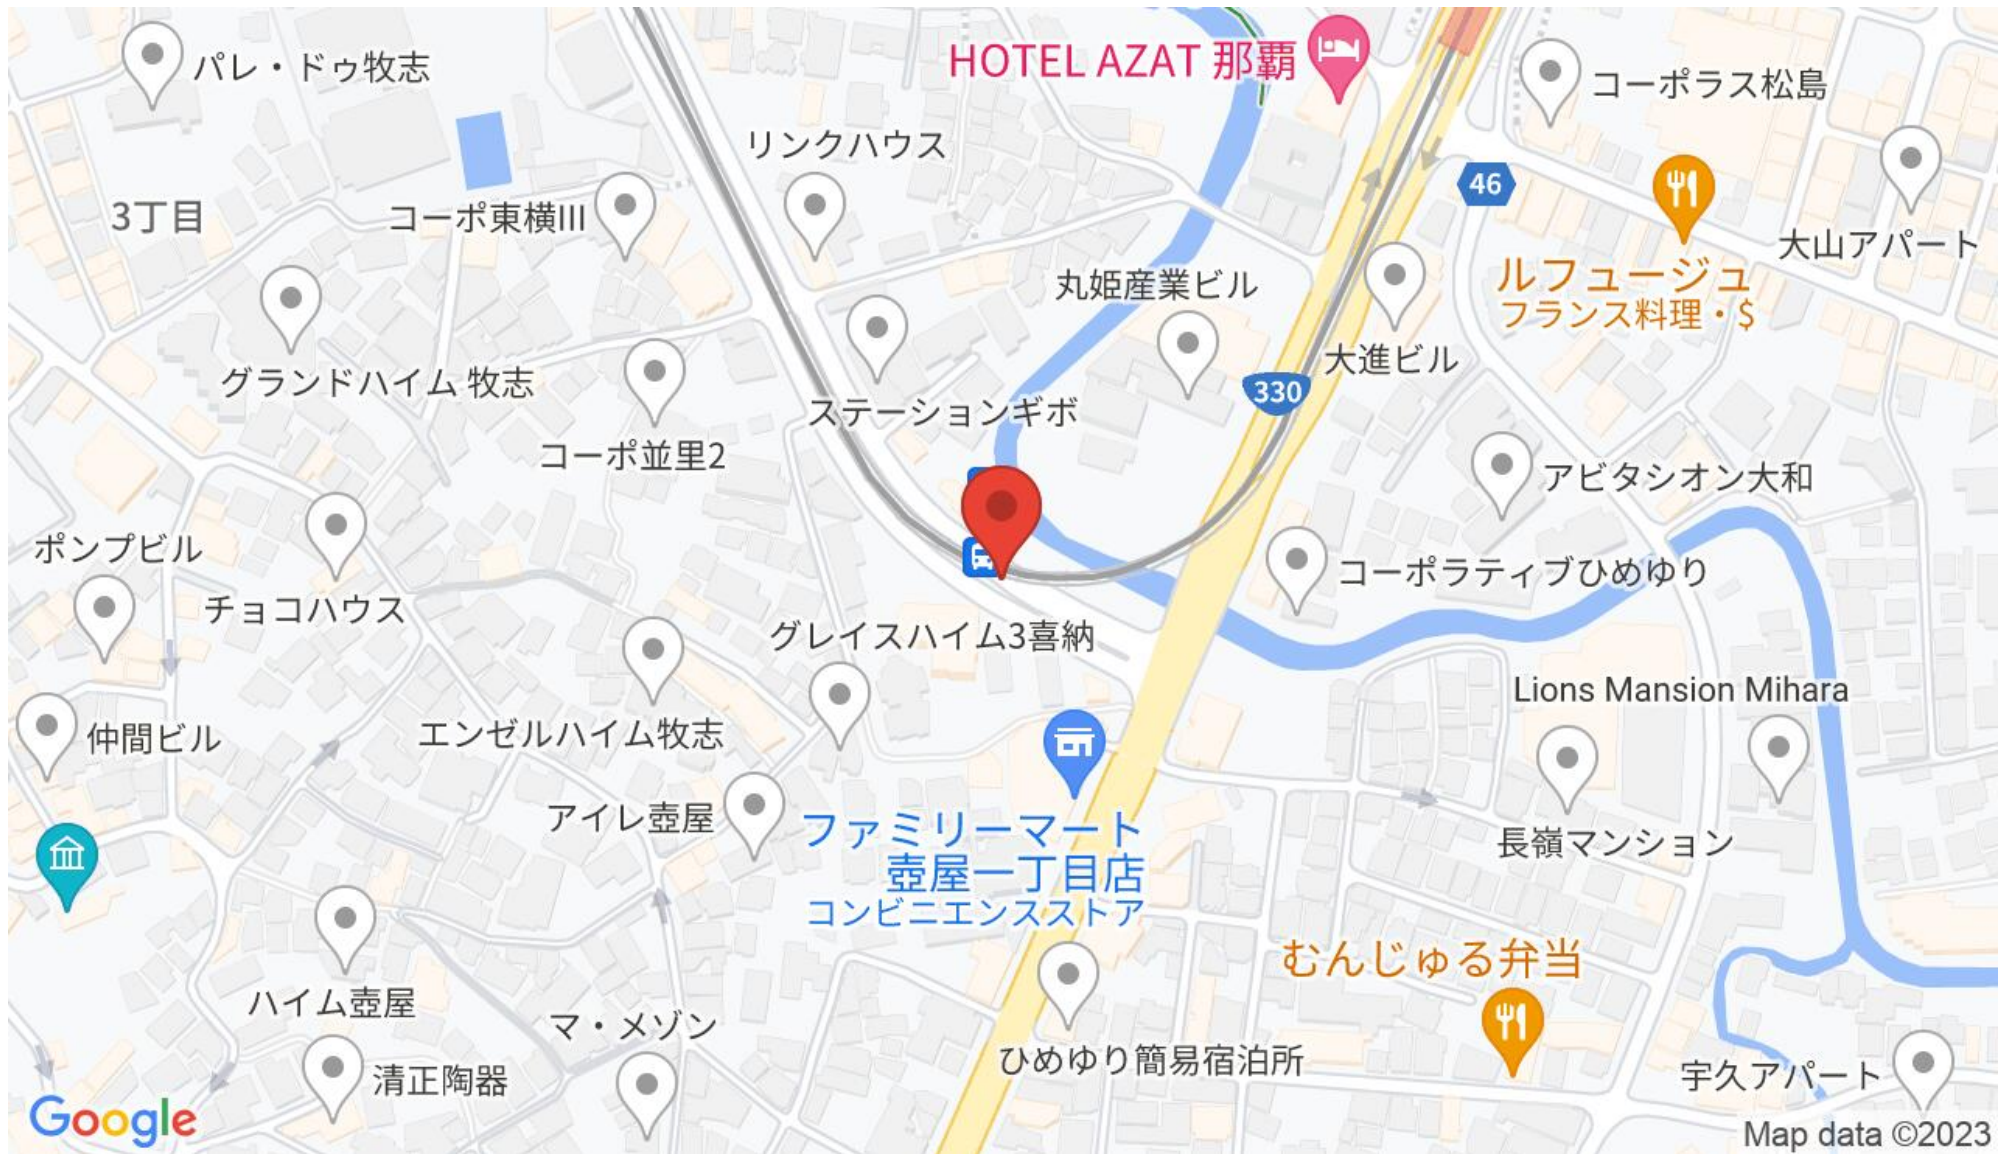 HOTEL AZAT 那覇
パレ・ドゥ牧志
コーポラス松島
リンクハウス
46
3丁目
コーポ東横III
大山アパート
丸姫産業ビル
ルフュージュ
フランス料理・$
大進ビル
グランドハイム 牧志
330
ステーションギボ
コーポ並里2
アビタシオン大和
ポンプビル
コーポラティブひめゆり
チョコハウス
グレイスハイム3喜納
Lions Mansion Mihara
エンゼルハイム牧志
仲間ビル
アイレ壺屋
ファミリーマート
壺屋一丁目店
コンビニエンスストア
長嶺マンション
むんじゅる弁当
ハイム壺屋
マ・メゾン
ひめゆり簡易宿泊所
清正陶器
宇久アパート
Google
Map data ©2023